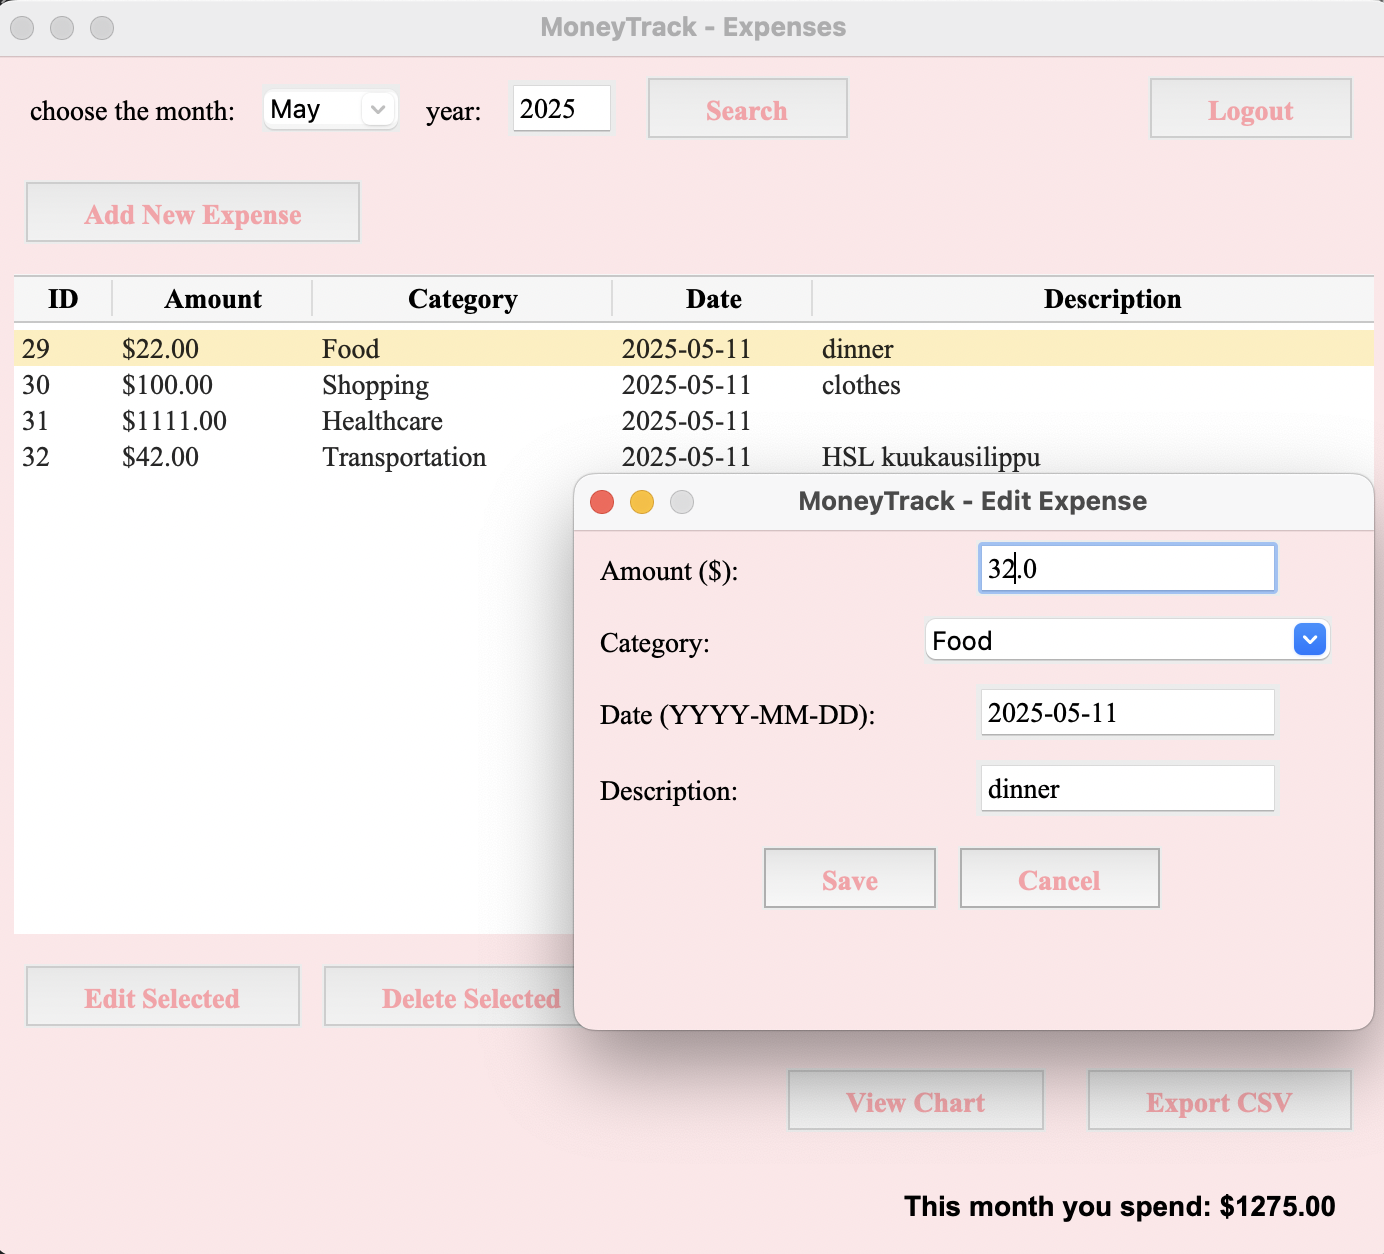 MoneyTrack - Expenses
choose the month: May year: 2025 Search Logout
Add New Expense
ID Amount Category Date Description
29 $22.00 Food 2025-05-11 dinner
30 $100.00 Shopping 2025-05-11 clothes
31 $1111.00 Healthcare 2025-05-11
32 $42.00 Transportation 2025-05-11 HSL kuukausilippu
MoneyTrack - Edit Expense
Amount ($): 32.0
Category: Food
Date (YYYY-MM-DD): 2025-05-11
Description: dinner
Save Cancel
Edit Selected Delete Selected
View Chart Export CSV
This month you spend: $1275.00